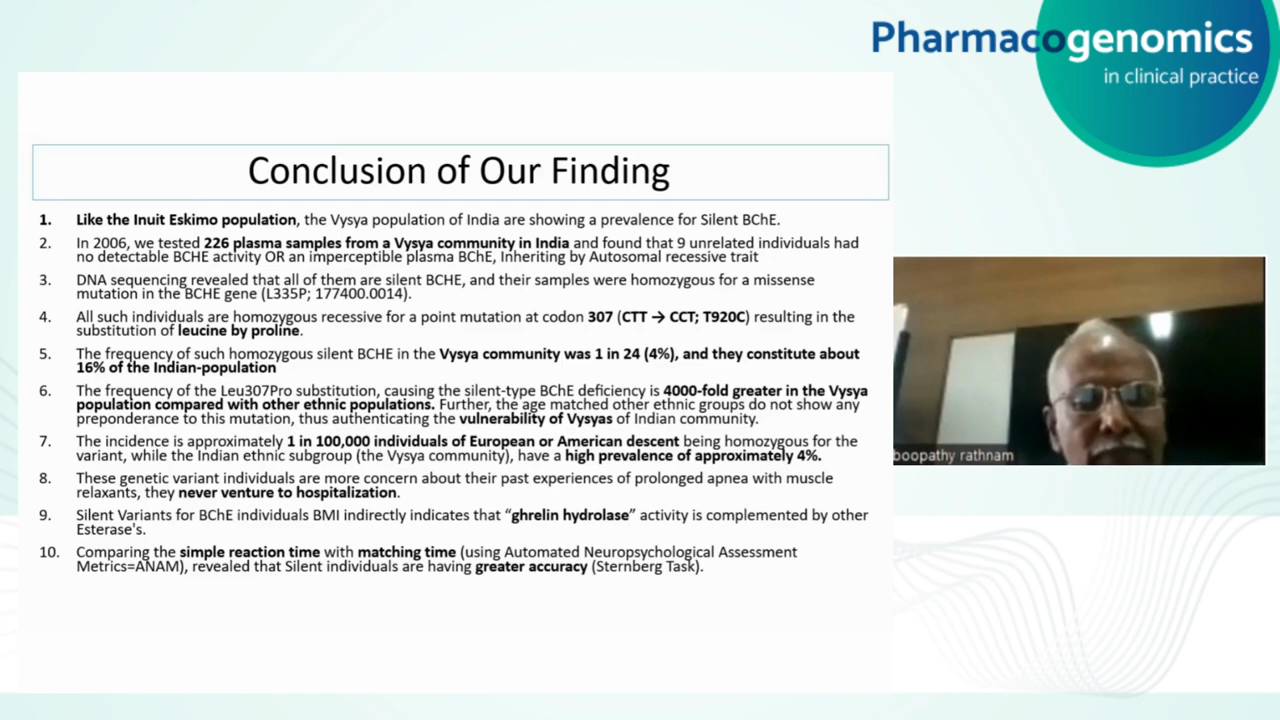 Pharmacogenomics
in clinical practice
Conclusion of Our Finding
1. Like the Inuit Eskimo population, the Vysya population of India are showing a prevalence for Silent BChE.
2. In 2006, we tested 226 plasma samples from a Vysya community in India and found that 9 unrelated individuals had
no detectable BCHE activity OR an imperceptible plasma BChE, Inheriting by Autosomal recessive trait
3. DNA sequencing revealed that all of them are silent BCHE, and their samples were homozygous for a missense
mutation in the BCHE gene (L335P; 177400.0014).
4. All such individuals are homozygous recessive for a point mutation at codon 307 (CTT → CCT; T920C) resulting in the
substitution of leucine by proline.
5. The frequency of such homozygous silent BCHE in the Vysya community was 1 in 24 (4%), and they constitute about
16% of the Indian-population
6. The frequency of the Leu307Pro substitution, causing the silent-type BChE deficiency is 4000-fold greater in the Vysya
population compared with other ethnic populations. Further, the age matched other ethnic groups do not show any
preponderance to this mutation, thus authenticating the vulnerability of Vysyas of Indian community.
7. The incidence is approximately 1 in 100,000 individuals of European or American descent being homozygous for the
variant, while the Indian ethnic subgroup (the Vysya community), have a high prevalence of approximately 4%.
8. These genetic variant individuals are more concern about their past experiences of prolonged apnea with muscle
relaxants, they never venture to hospitalization.
9. Silent Variants for BChE individuals BMI indirectly indicates that “ghrelin hydrolase” activity is complemented by other
Esterase's.
10. Comparing the simple reaction time with matching time (using Automated Neuropsychological Assessment
Metrics=ANAM), revealed that Silent individuals are having greater accuracy (Sternberg Task).
boopathy rathnam